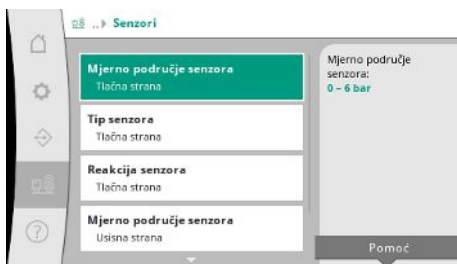 ..▸ Senzori
Mjerno područje senzora
Tlačna strana
Tip senzora
Tlačna strana
Reakcija senzora
Tlačna strana
Mjerno područje senzora
Usisna strana
Mjerno područje
senzora:
0 – 6 bar
Pomoć